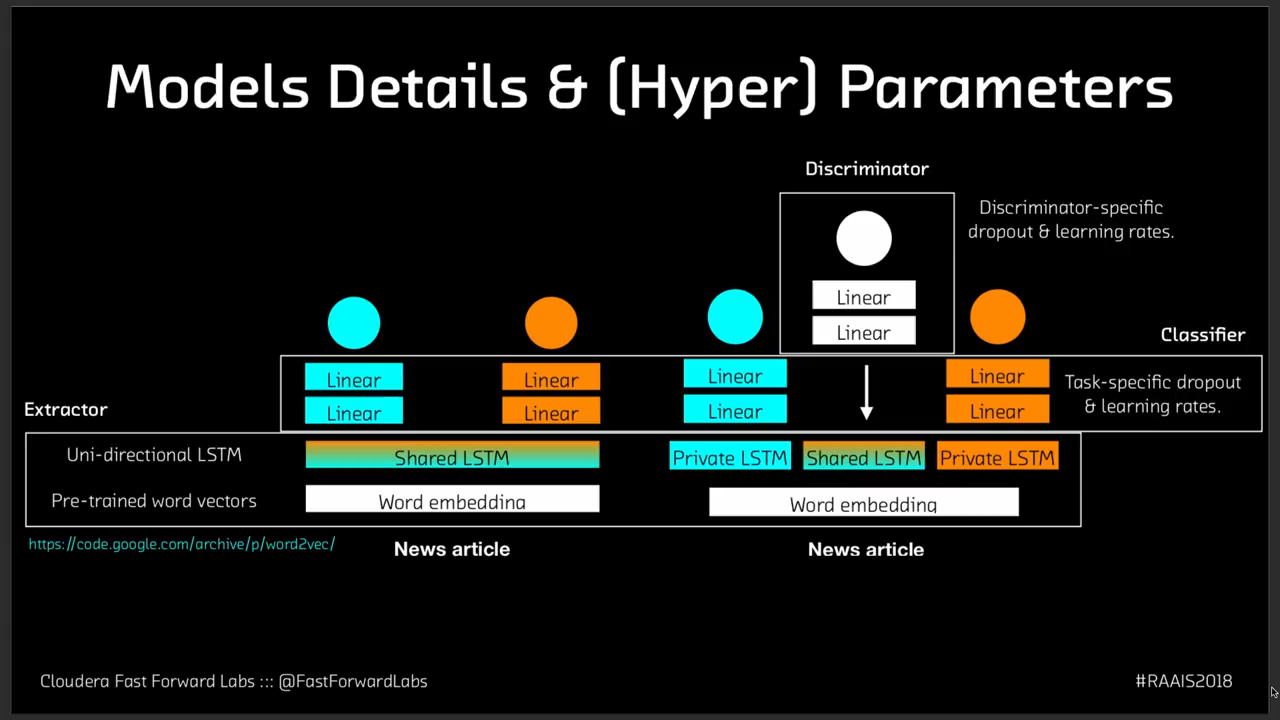 Models Details & (Hyper) Parameters
Discriminator
Discriminator-specific
dropout & learning rates.
Linear
Linear
Classifier
Linear
Linear
Linear
Linear
Task-specific dropout
& learning rates.
Linear
Linear
Linear
Linear
Extractor
Uni-directional LSTM
Shared LSTM
Private LSTM
Shared LSTM
Private LSTM
Pre-trained word vectors
Word embedding
Word embedding
https://code.google.com/archive/p/word2vec/
News article
News article
Cloudera Fast Forward Labs ::: @FastForwardLabs
#RAAIS2018